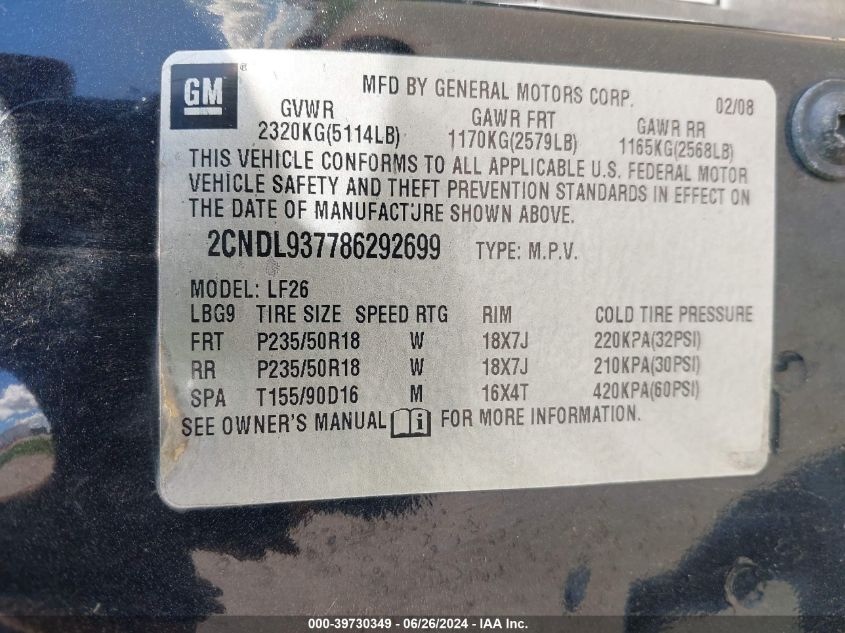 GM ®
MFD BY GENERAL MOTORS CORP. 02/08
GVWR GAWR FRT GAWR RR
2320KG(5114LB) 1170KG(2579LB) 1165KG(2568LB)
THIS VEHICLE CONFORMS TO ALL APPLICABLE U.S. FEDERAL MOTOR
VEHICLE SAFETY AND THEFT PREVENTION STANDARDS IN EFFECT ON
THE DATE OF MANUFACTURE SHOWN ABOVE.
2CNDL937786292699 TYPE: M.P.V.
MODEL: LF26
LBG9 TIRE SIZE SPEED RTG RIM COLD TIRE PRESSURE
FRT P235/50R18 W 18X7J 220KPA(32PSI)
RR P235/50R18 W 18X7J 210KPA(30PSI)
SPA T155/90D16 M 16X4T 420KPA(60PSI)
SEE OWNER'S MANUAL i FOR MORE INFORMATION.
000-39730349 - 06/26/2024 - IAA Inc.